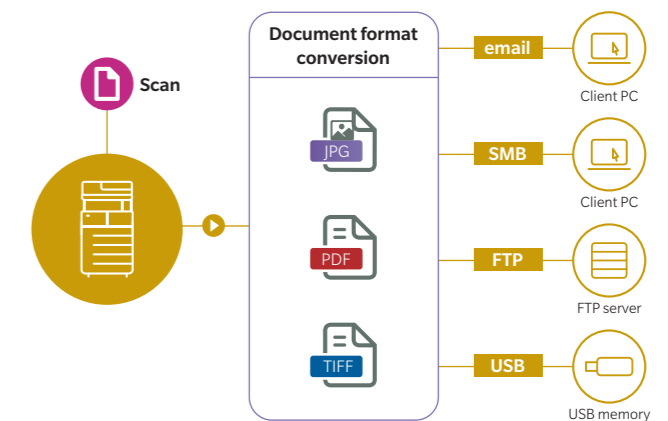 Scan
Document format
conversion
JPG
PDF
TIFF
email
Client PC
SMB
Client PC
FTP
FTP server
USB
USB memory